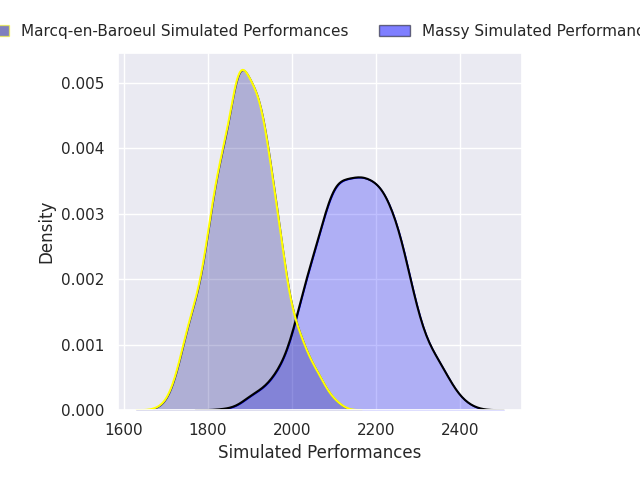 Marcq-en-Baroeul Simulated Performances Massy Simulated
0.005
0.004
0.003
0.002
0.001
0.000
Density
1600 1800 2000 2200 2400
Simulated Performances